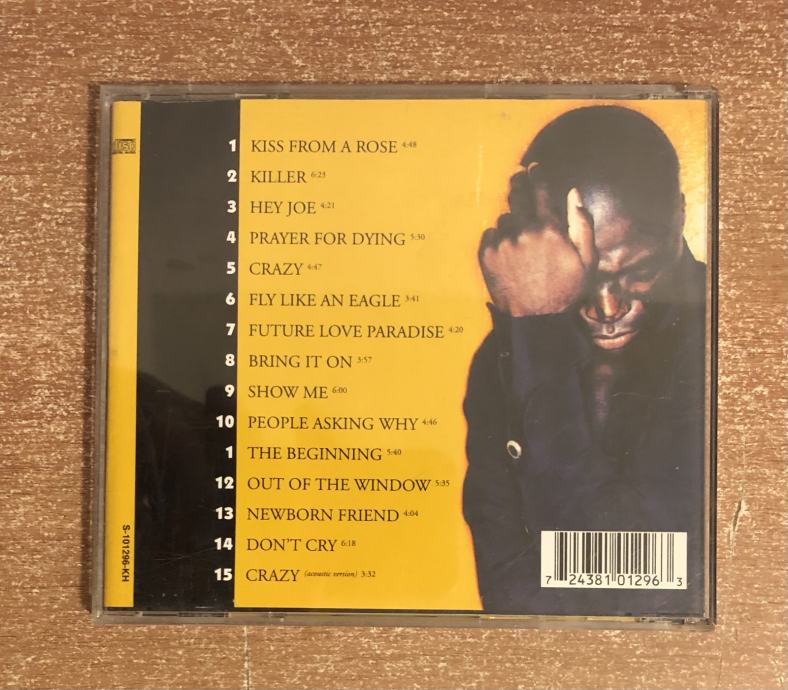 1 KISS FROM A ROSE 4:48
2 KILLER 6:23
3 HEY JOE 4:21
4 PRAYER FOR DYING 5:30
5 CRAZY 4:47
6 FLY LIKE AN EAGLE 3:41
7 FUTURE LOVE PARADISE 4:20
8 BRING IT ON 3:57
9 SHOW ME 6:00
10 PEOPLE ASKING WHY 4:46
1 THE BEGINNING 5:40
12 OUT OF THE WINDOW 5:35
13 NEWBORN FRIEND 4:04
14 DON'T CRY 6:18
15 CRAZY (acoustic version) 3:32
S-101296-KH
7 24381 01296 3